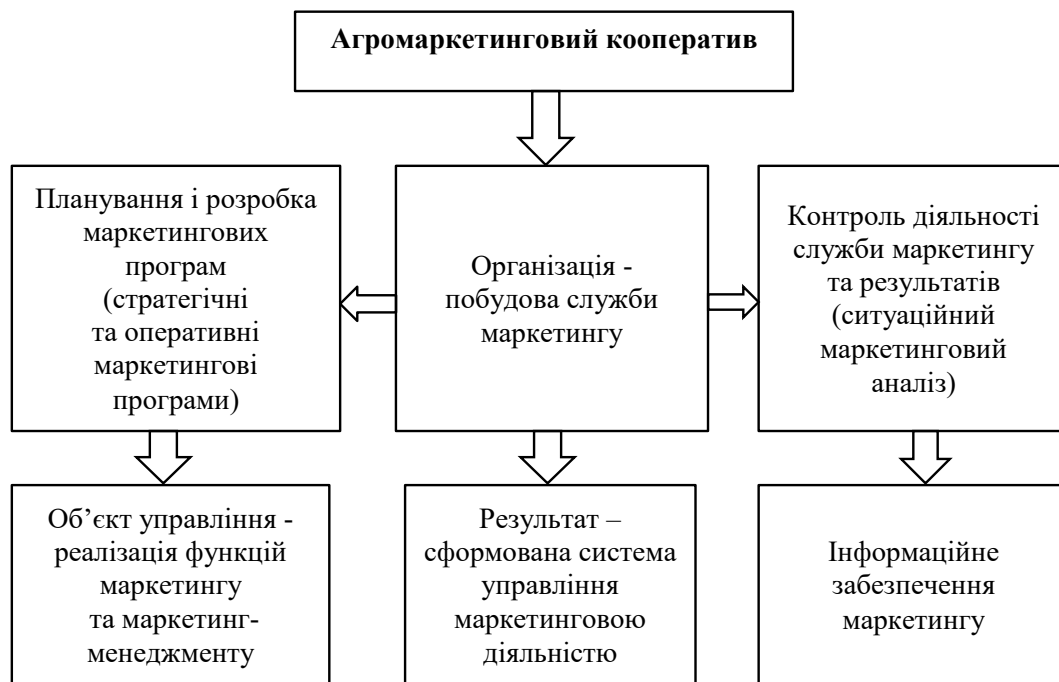 Агромаркетинговий кооператив
Планування і розробка
маркетингових
програм
(стратегічні
та оперативні
маркетингові
програми)
Організація -
побудова служби
маркетингу
Контроль діяльності
служби маркетингу
та результатів
(ситуаційний
маркетинговий
аналіз)
Об’єкт управління -
реалізація функцій
маркетингу
та маркетинг-
менеджменту
Результат –
сформована система
управління
маркетинговою
діяльністю
Інформаційне
забезпечення
маркетингу